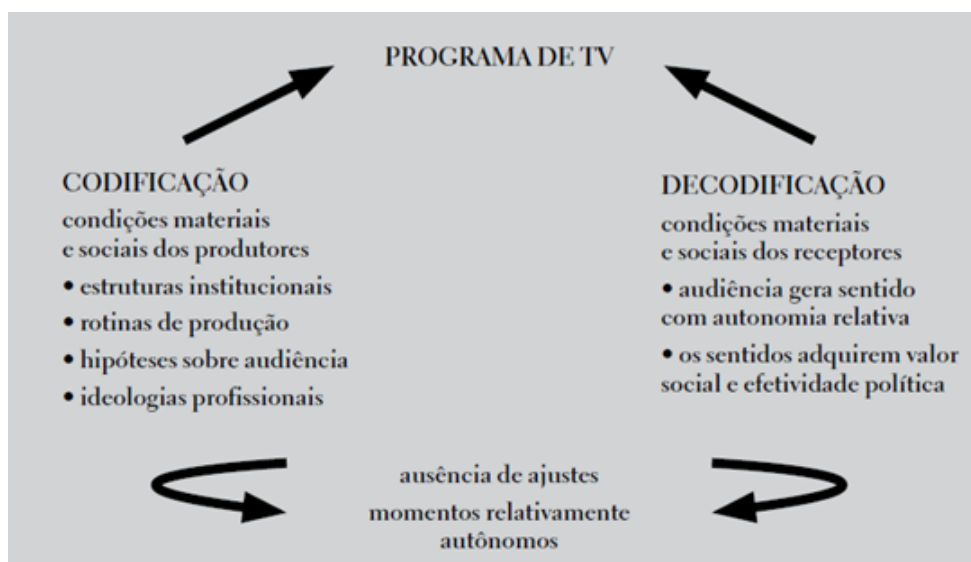 PROGRAMA DE TV
CODIFICAÇÃO
condições materiais
e sociais dos produtores
• estruturas institucionais
• rotinas de produção
• hipóteses sobre audiência
• ideologias profissionais
DECODIFICAÇÃO
condições materiais
e sociais dos receptores
• audiência gera sentido
com autonomia relativa
• os sentidos adquirem valor
social e efetividade política
ausência de ajustes
momentos relativamente
autônomos